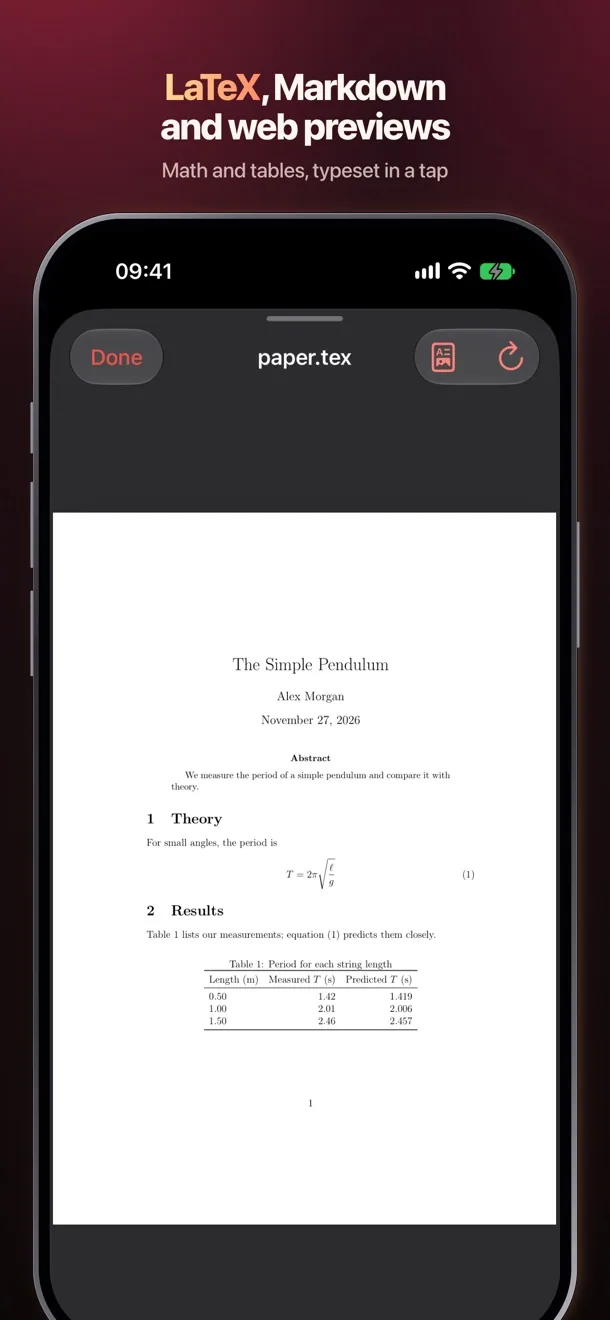 LaTeX, Markdown
and web previews
Math and tables, typeset in a tap
09:41
Done
paper.tex
The Simple Pendulum
Alex Morgan
November 27, 2026
Abstract
We measure the period of a simple pendulum and compare it with
theory.
1 Theory
For small angles, the period is
T = 2π√(ℓ/g) (1)
2 Results
Table 1 lists our measurements; equation (1) predicts them closely.
Table 1: Period for each string length
Length (m) Measured T (s) Predicted T (s)
0.50 1.42 1.419
1.00 2.01 2.006
1.50 2.46 2.457
1